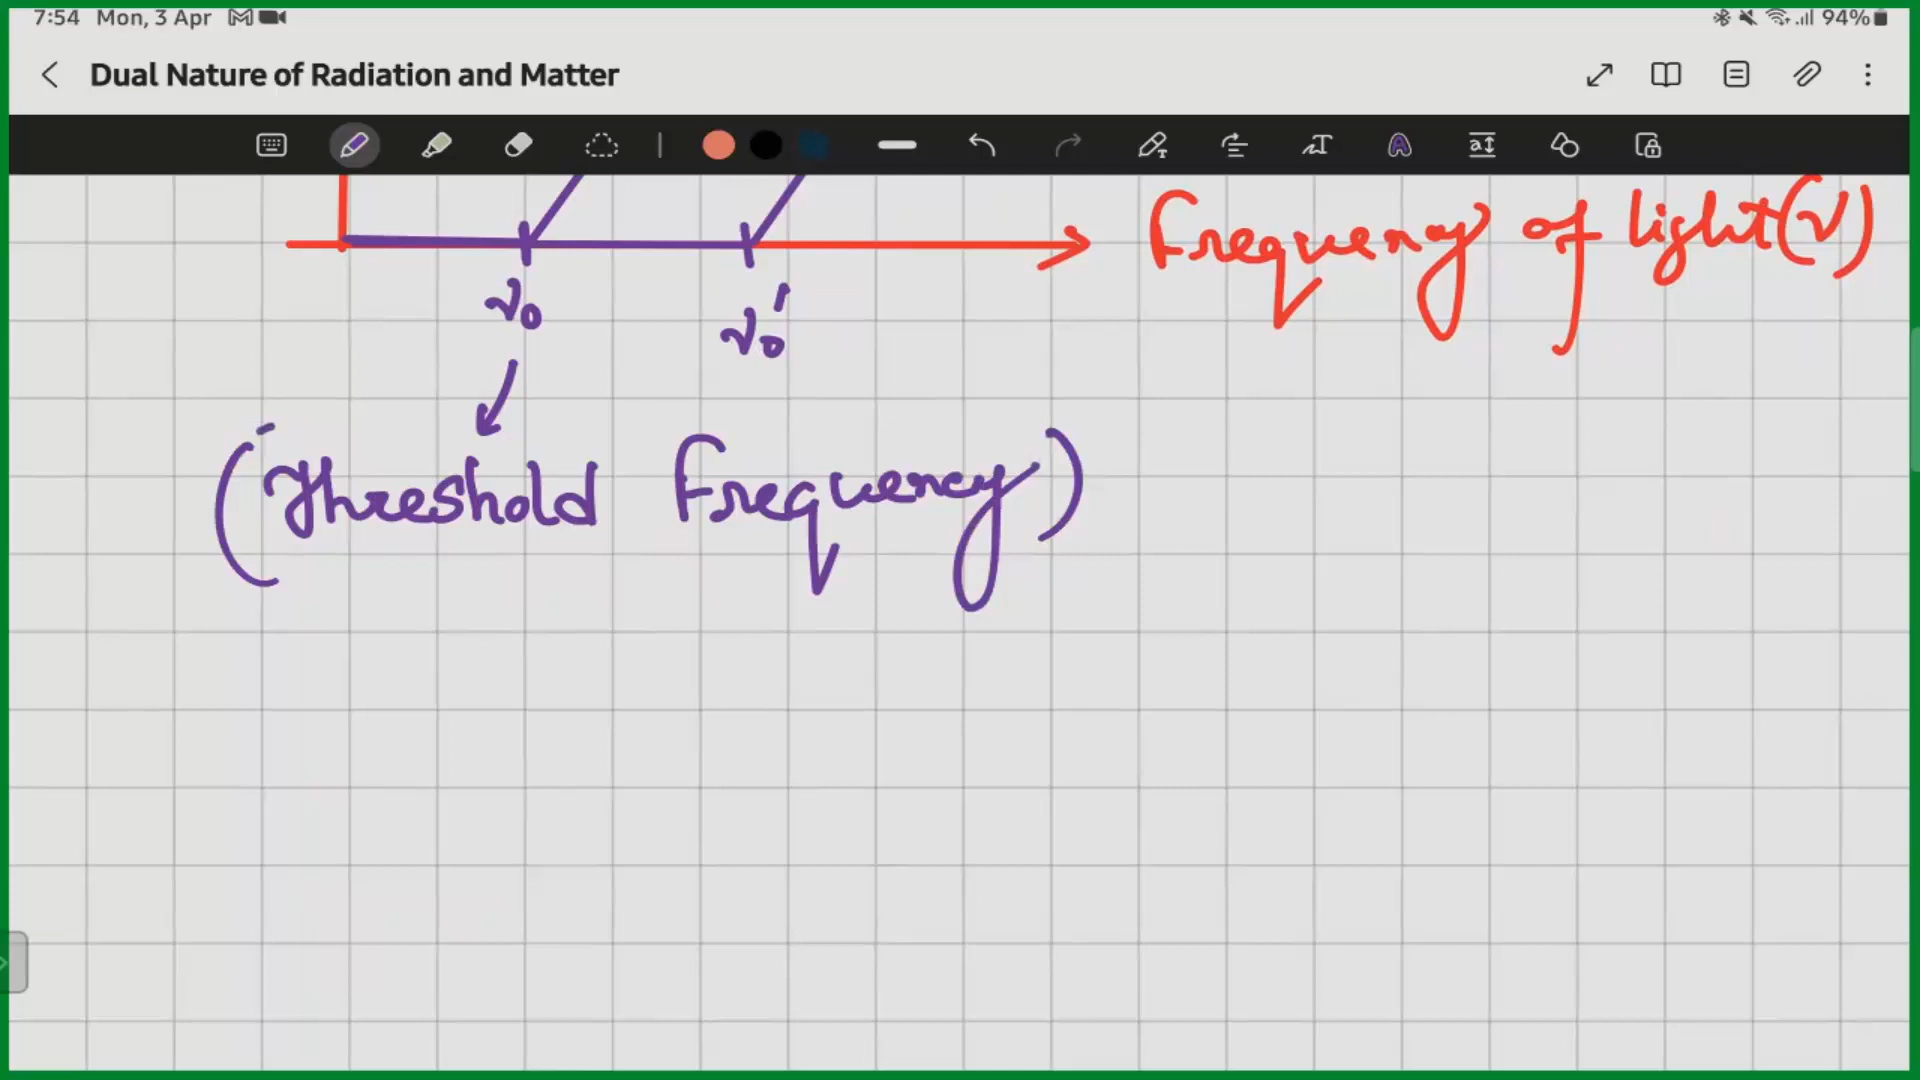 7:54 Mon, 3 Apr 94%
Dual Nature of Radiation and Matter
Frequency of light (ν)
ν₀ ν₀'
(Threshold Frequency)